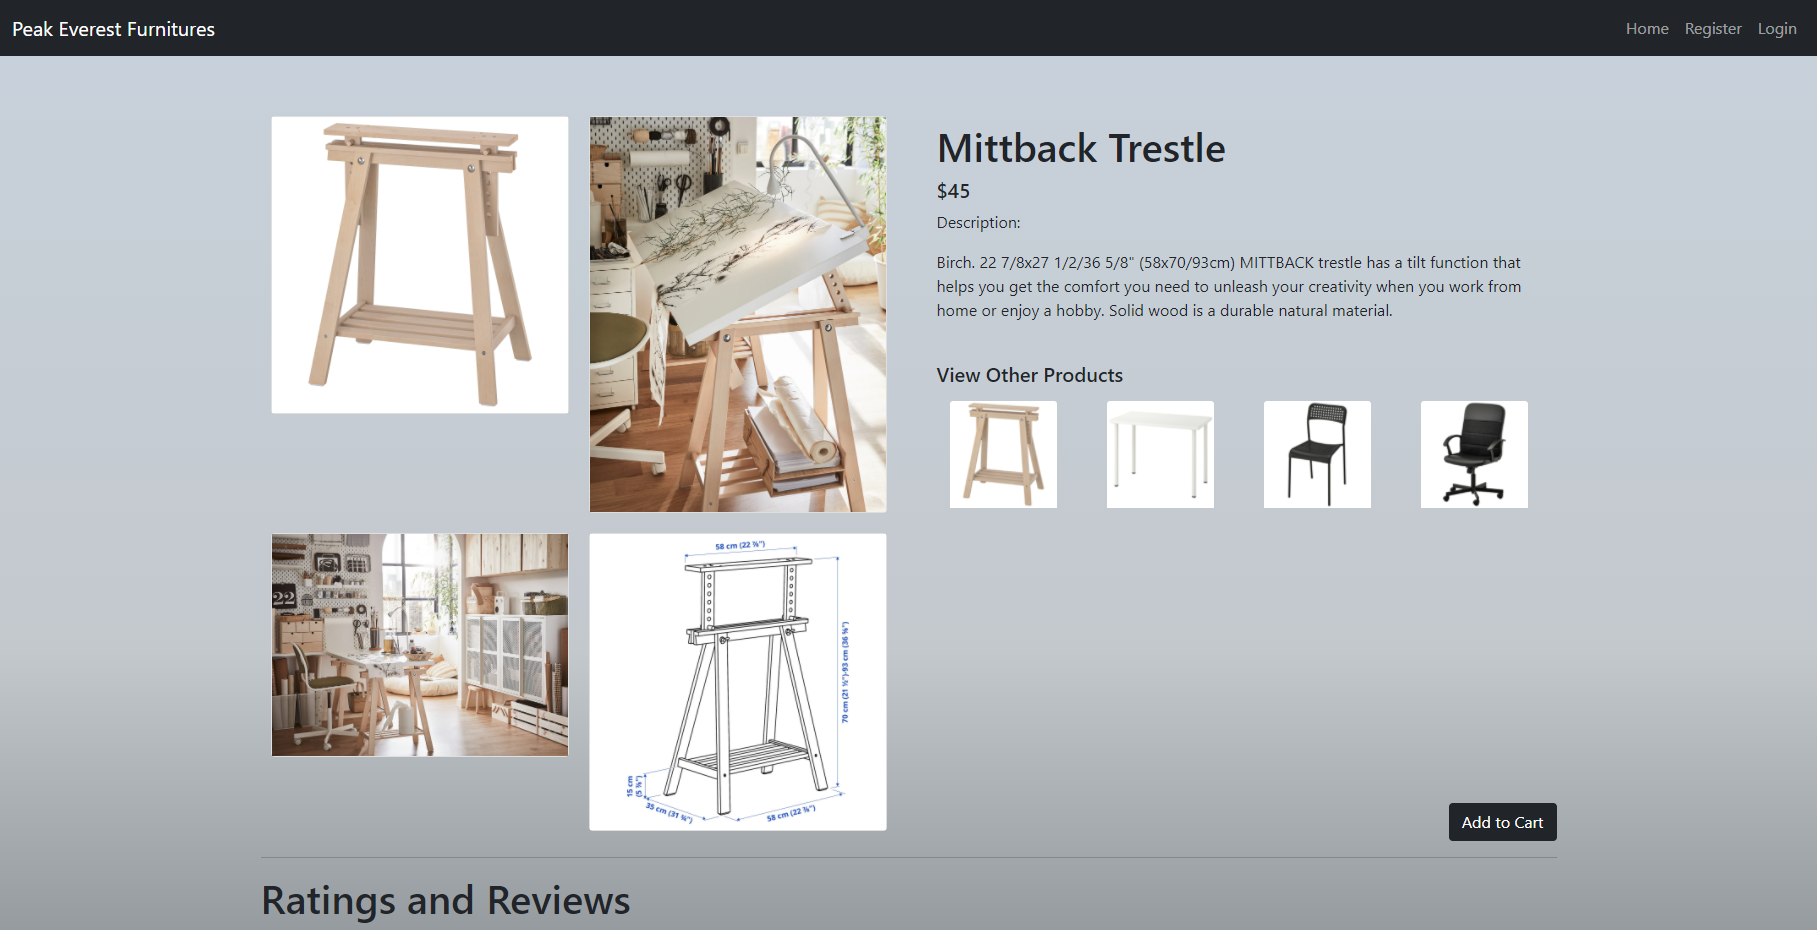 Peak Everest Furnitures
Home Register Login
Mittback Trestle
$45
Description:
Birch. 22 7/8x27 1/2/36 5/8" (58x70/93cm) MITTBACK trestle has a tilt function that
helps you get the comfort you need to unleash your creativity when you work from
home or enjoy a hobby. Solid wood is a durable natural material.
View Other Products
22
58 cm (22 ⅞")
70 cm (21 ½")-93 cm (36 ⅝")
15 cm
(5 ⅞")
35 cm (31 ¾")
58 cm (22 ⅞")
Add to Cart
Ratings and Reviews